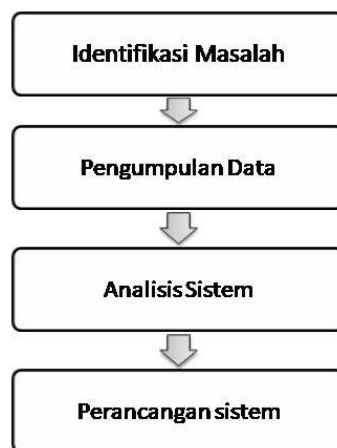 Identifikasi Masalah
Pengumpulan Data
Analisis Sistem
Perancangan sistem